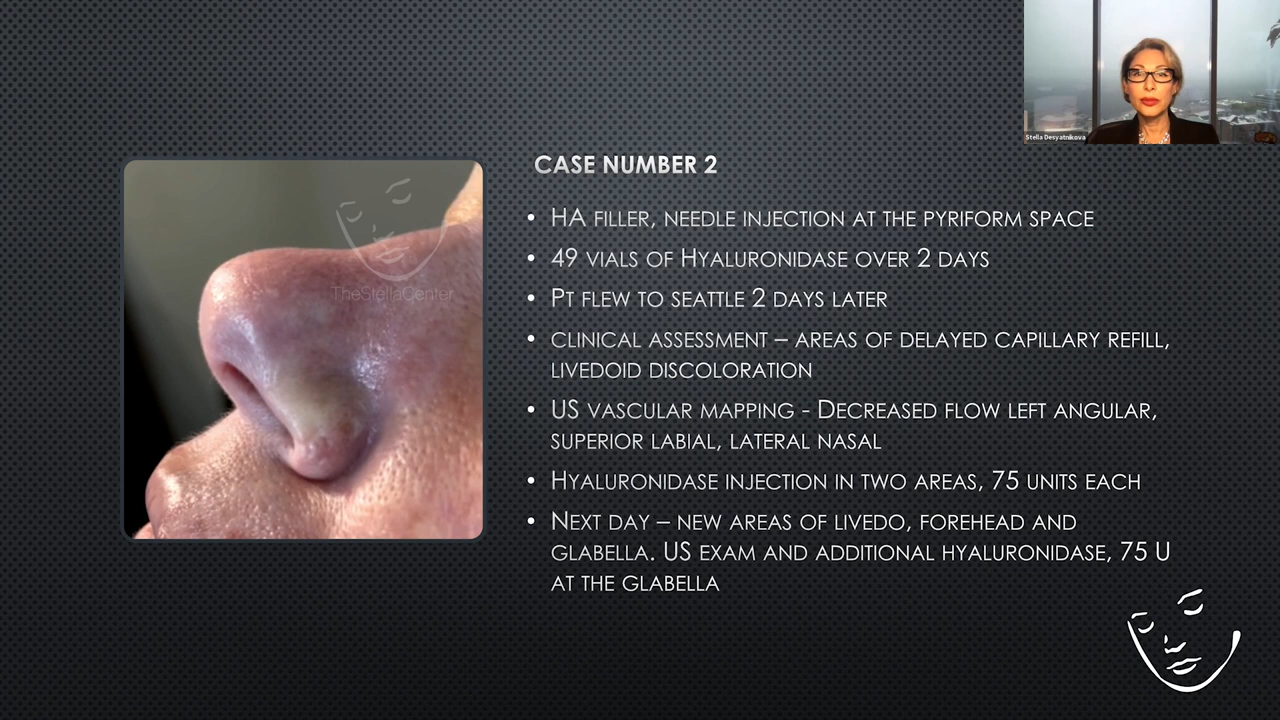 Stella Desyatnikova
CASE NUMBER 2
• HA FILLER, NEEDLE INJECTION AT THE PYRIFORM SPACE
• 49 VIALS OF HYALURONIDASE OVER 2 DAYS
• PT FLEW TO SEATTLE 2 DAYS LATER
• CLINICAL ASSESSMENT – AREAS OF DELAYED CAPILLARY REFILL,
LIVEDOID DISCOLORATION
• US VASCULAR MAPPING - DECREASED FLOW LEFT ANGULAR,
SUPERIOR LABIAL, LATERAL NASAL
• HYALURONIDASE INJECTION IN TWO AREAS, 75 UNITS EACH
• NEXT DAY – NEW AREAS OF LIVEDO, FOREHEAD AND
GLABELLA. US EXAM AND ADDITIONAL HYALURONIDASE, 75 U
AT THE GLABELLA
TheStellaCenter